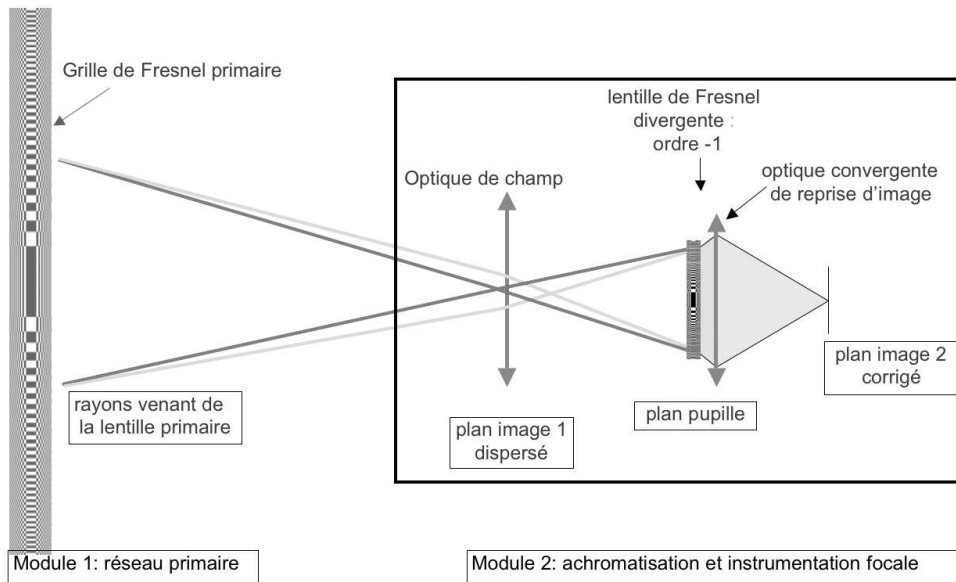 Grille de Fresnel primaire
lentille de Fresnel
divergente :
ordre -1
Optique de champ
optique convergente
de reprise d'image
rayons venant de
la lentille primaire
plan image 1
dispersé
plan pupille
plan image 2
corrigé
Module 1: réseau primaire
Module 2: achromatisation et instrumentation focale